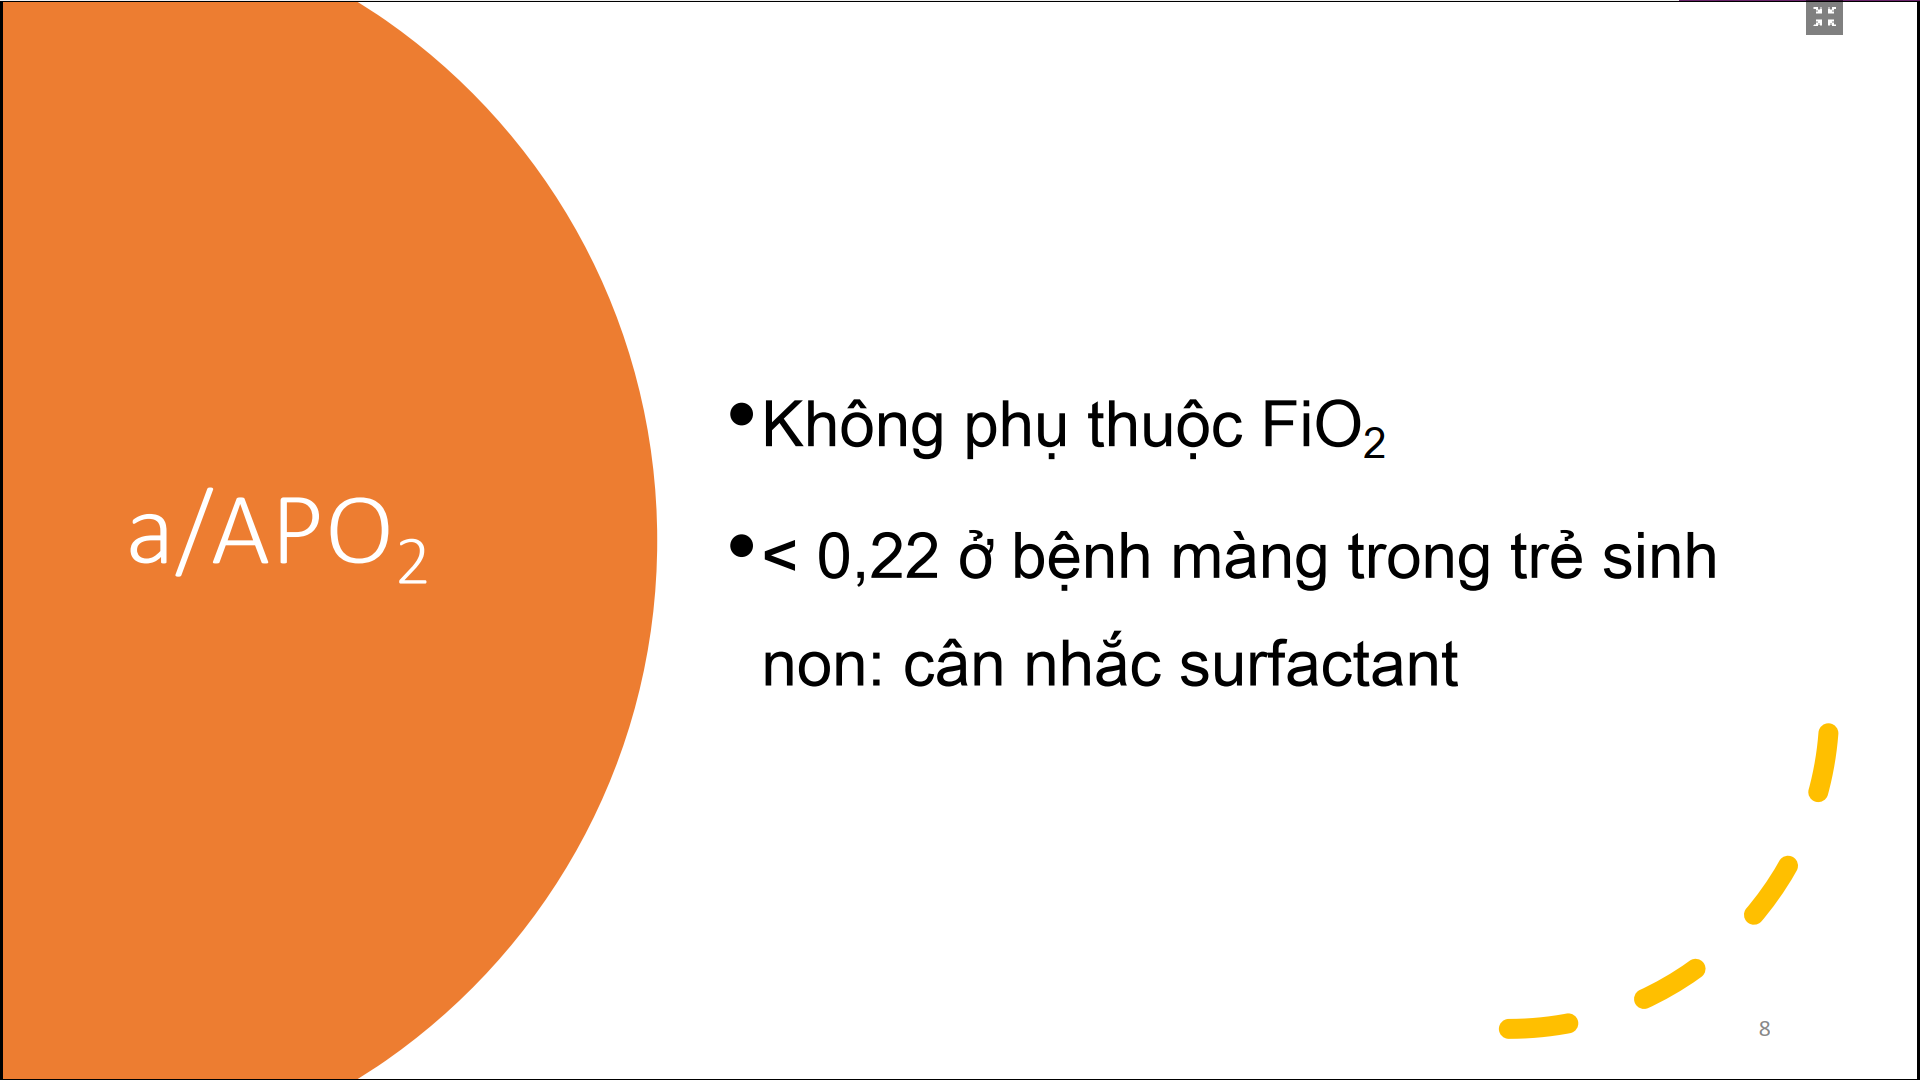 a/APO₂
•Không phụ thuộc FiO₂
•< 0,22 ở bệnh màng trong trẻ sinh
non: cân nhắc surfactant
8